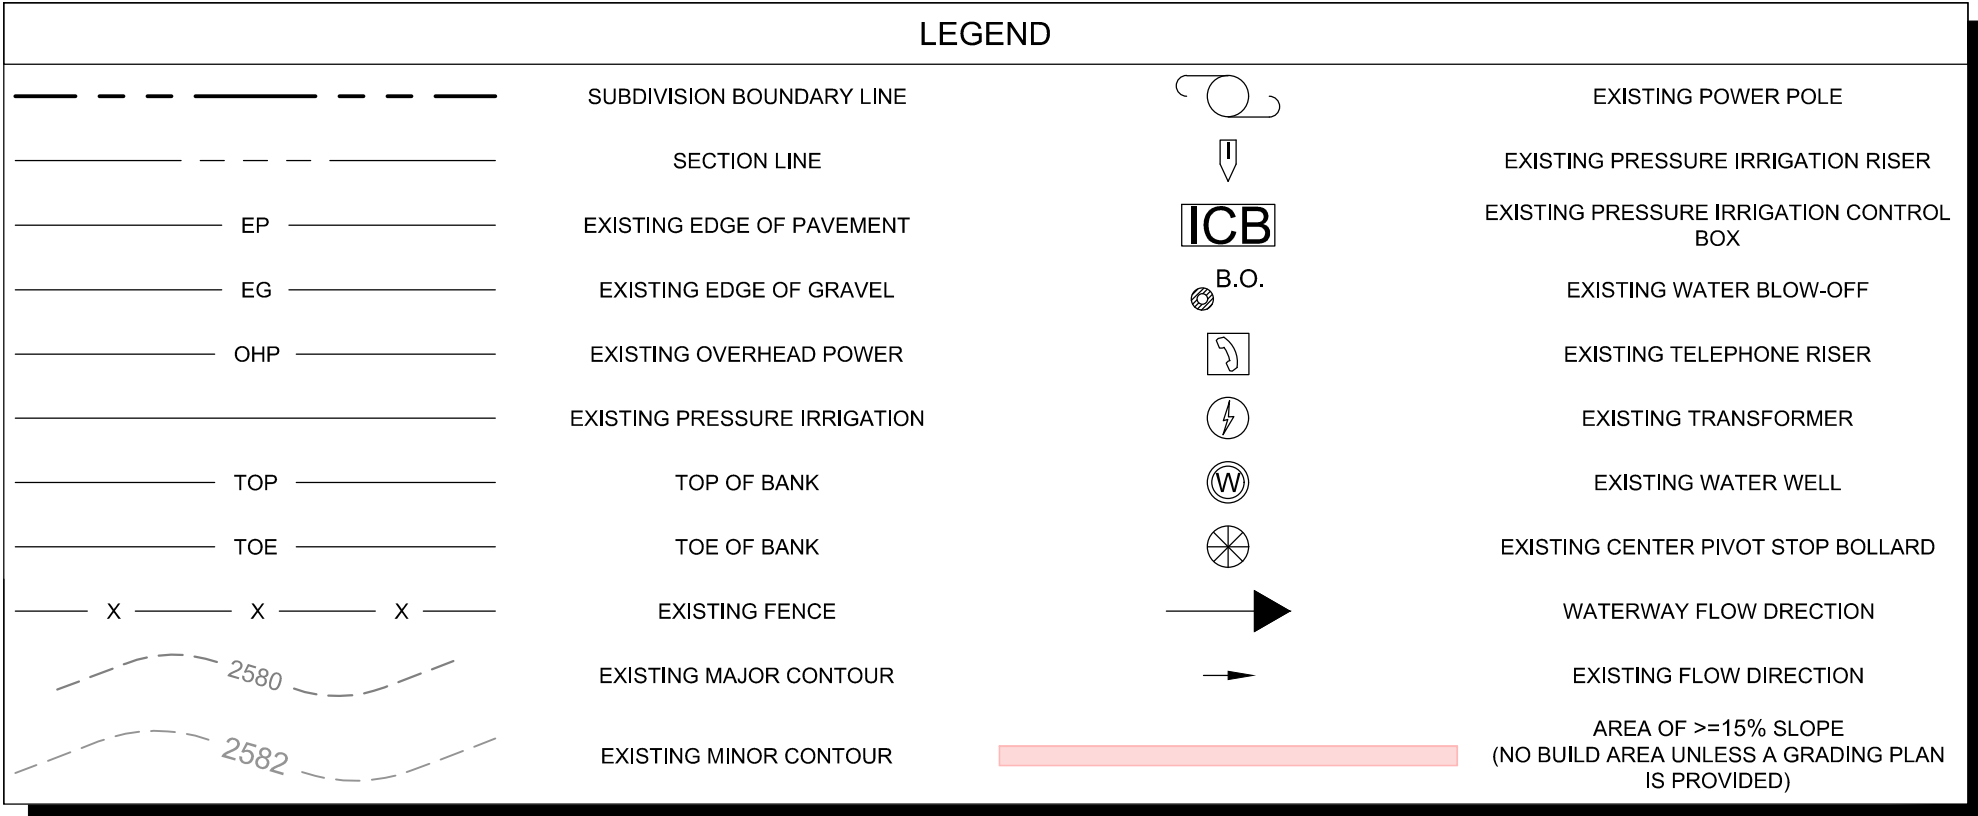 LEGEND
SUBDIVISION BOUNDARY LINE
EXISTING POWER POLE
SECTION LINE
EXISTING PRESSURE IRRIGATION RISER
EP
EXISTING EDGE OF PAVEMENT
ICB
EXISTING PRESSURE IRRIGATION CONTROL
BOX
EG
EXISTING EDGE OF GRAVEL
B.O.
EXISTING WATER BLOW-OFF
OHP
EXISTING OVERHEAD POWER
EXISTING TELEPHONE RISER
EXISTING PRESSURE IRRIGATION
EXISTING TRANSFORMER
TOP
TOP OF BANK
W
EXISTING WATER WELL
TOE
TOE OF BANK
EXISTING CENTER PIVOT STOP BOLLARD
X X X
EXISTING FENCE
WATERWAY FLOW DRECTION
2580
EXISTING MAJOR CONTOUR
EXISTING FLOW DIRECTION
2582
EXISTING MINOR CONTOUR
AREA OF >=15% SLOPE
(NO BUILD AREA UNLESS A GRADING PLAN
IS PROVIDED)